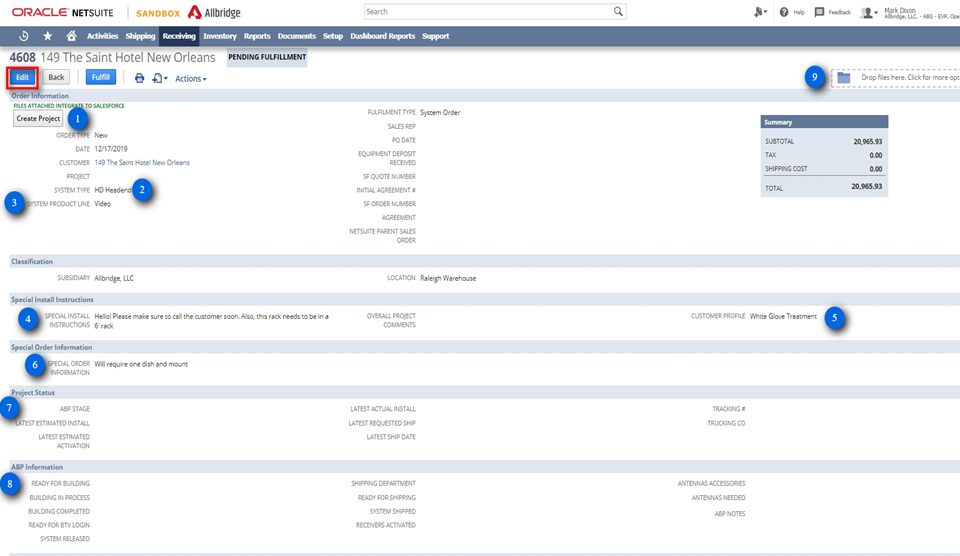 ORACLE NETSUITE SANDBOX Allbridge Search Help Feedback Mark Dixon
Allbridge, LLC. - ABG - EVP, Ope
Activities Shipping Receiving Inventory Reports Documents Setup Dashboard Reports Support
4608 149 The Saint Hotel New Orleans PENDING FULFILLMENT
Edit Back Fulfill Actions 9 Drop files here. Click for more opt
Order Information
FILES ATTACHED INTEGRATE TO SALESFORCE
Create Project 1
ORDER TYPE New
DATE 12/17/2019
CUSTOMER 149 The Saint Hotel New Orleans
PROJECT
SYSTEM TYPE HD Headend 2
3 SYSTEM PRODUCT LINE Video
FULFILMENT TYPE System Order
SALES REP
PO DATE
EQUIPMENT DEPOSIT
RECEIVED
SF QUOTE NUMBER
INITIAL AGREEMENT #
SF ORDER NUMBER
AGREEMENT
NETSUITE PARENT SALES
ORDER
Summary
SUBTOTAL 20,965.93
TAX 0.00
SHIPPING COST 0.00
TOTAL 20,965.93
Classification
SUBSIDIARY Allbridge, LLC LOCATION Raleigh Warehouse
Special Install Instructions
4 SPECIAL INSTALL
INSTRUCTIONS
Hello! Please make sure to call the customer soon. Also, this rack needs to be in a
6' rack
OVERALL PROJECT
COMMENTS
CUSTOMER PROFILE White Glove Treatment 5
Special Order Information
6 SPECIAL ORDER
INFORMATION
Will require one dish and mount
Project Status
7 ABP STAGE
LATEST ESTIMATED INSTALL
LATEST ESTIMATED
ACTIVATION
LATEST ACTUAL INSTALL
LATEST REQUESTED SHIP
LATEST SHIP DATE
TRACKING #
TRUCKING CO
ABP Information
8 READY FOR BUILDING
BUILDING IN PROCESS
BUILDING COMPLETED
READY FOR BTV LOGIN
SYSTEM RELEASED
SHIPPING DEPARTMENT
READY FOR SHIPPING
SYSTEM SHIPPED
RECEIVERS ACTIVATED
ANTENNAS ACCESSORIES
ANTENNAS NEEDED
ABP NOTES